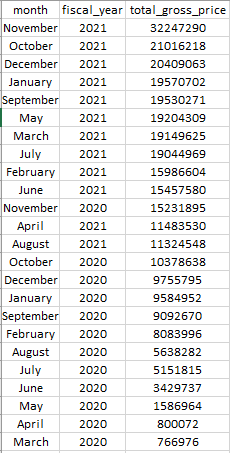 month fiscal_year total_gross_price
November 2021 32247290
October 2021 21016218
December 2021 20409063
January 2021 19570702
September 2021 19530271
May 2021 19204309
March 2021 19149625
July 2021 19044969
February 2021 15986604
June 2021 15457580
November 2020 15231895
April 2021 11483530
August 2021 11324548
October 2020 10378638
December 2020 9755795
January 2020 9584952
September 2020 9092670
February 2020 8083996
August 2020 5638282
July 2020 5151815
June 2020 3429737
May 2020 1586964
April 2020 800072
March 2020 766976